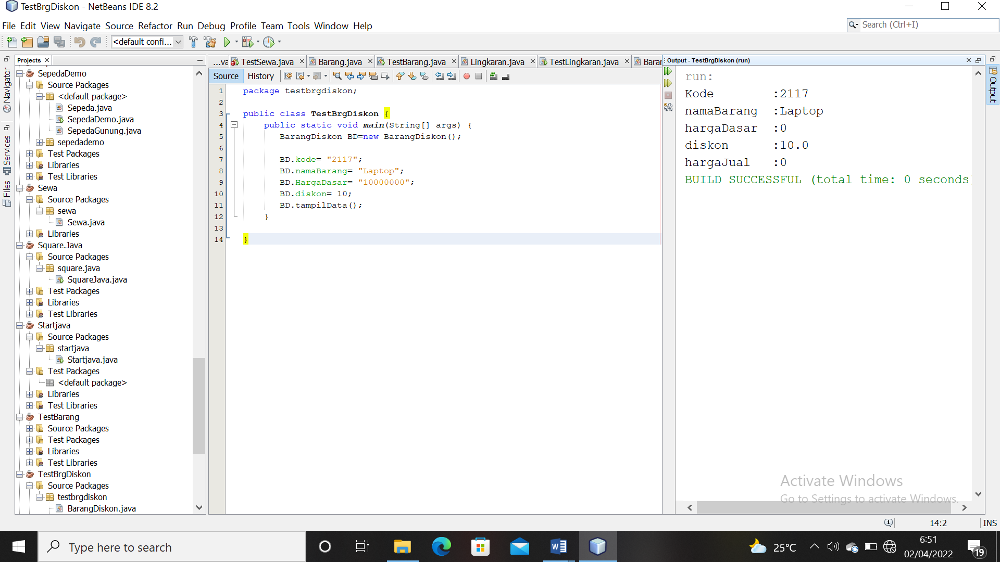 TestBrgDiskon - NetBeans IDE 8.2
File Edit View Navigate Source Refactor Run Debug Profile Team Tools Window Help
Search (Ctrl+I)
<default confi...
Projects
Navigator
Services
Files
SepedaDemo
Source Packages
<default package>
Sepeda.java
SepedaDemo.java
SepedaGunung.java
sepedademo
Test Packages
Libraries
Test Libraries
Sewa
Source Packages
sewa
Sewa.java
Libraries
Square.Java
Source Packages
square.java
SquareJava.java
Test Packages
Libraries
Test Libraries
Startjava
Source Packages
startjava
Startjava.java
Test Packages
<default package>
Libraries
Test Libraries
TestBarang
Source Packages
Test Packages
Libraries
Test Libraries
TestBrgDiskon
Source Packages
testbrgdiskon
BarangDiskon.java
...va TestSewa.java Barang.java TestBarang.java Lingkaran.java TestLingkaran.java Baran
Source History
1 package testbrgdiskon;
2
3 public class TestBrgDiskon {
4 public static void main(String[] args) {
5 BarangDiskon BD=new BarangDiskon();
6
7 BD.kode= "2117";
8 BD.namaBarang= "Laptop";
9 BD.HargaDasar= "10000000";
10 BD.diskon= 10;
11 BD.tampilData();
12 }
13
14 }
Output - TestBrgDiskon (run)
run:
Kode :2117
namaBarang :Laptop
hargaDasar :0
diskon :10.0
hargaJual :0
BUILD SUCCESSFUL (total time: 0 seconds)
Output
Activate Windows
Go to Settings to activate Windows.
14:2 INS
Type here to search
25°C
6:51
02/04/2022
19